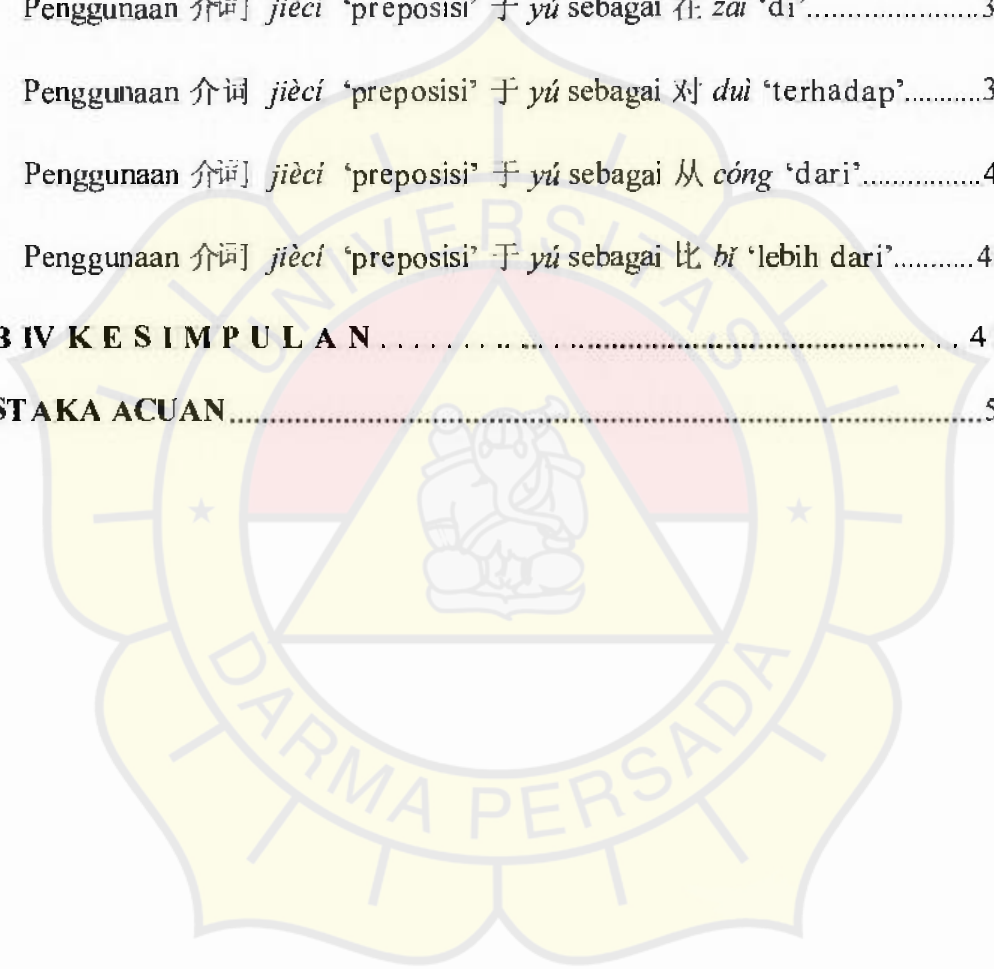 Penggunaan 介词 jiècí ‘preposisi’ 于 yú sebagai 在 zài ‘di’......................3
Penggunaan 介词 jiècí ‘preposisi’ 于 yú sebagai 对 duì ‘terhadap’...........3
Penggunaan 介词 jiècí ‘preposisi’ 于 yú sebagai 从 cóng ‘dari’................4
Penggunaan 介词 jiècí ‘preposisi’ 于 yú sebagai 比 bǐ ‘lebih dari’...........4
B IV K E S I M P U L A N.....................................................4
STAKA ACUAN..............................................................5
UNIVERSITAS
DARMA PERSADA